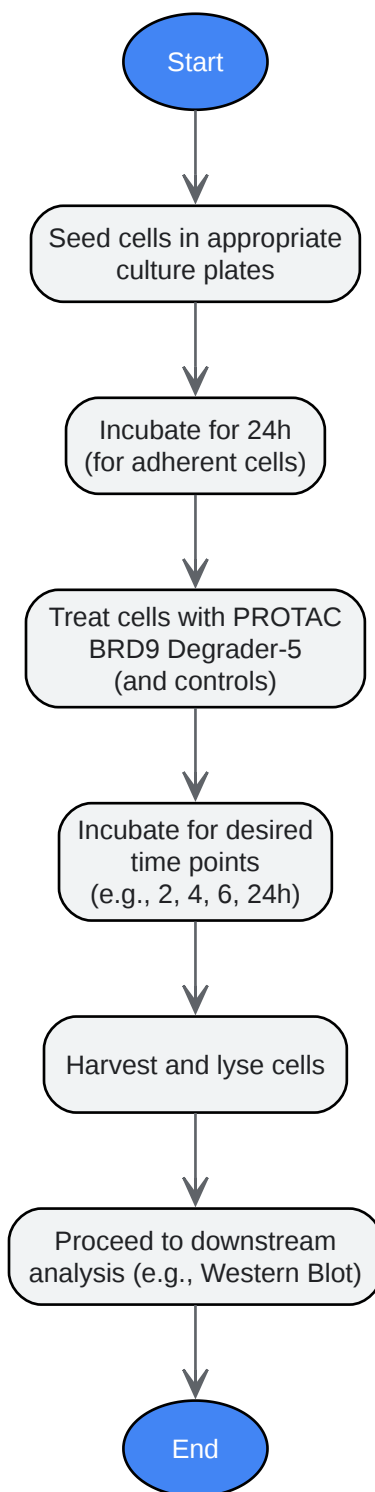 Start
Seed cells in appropriate
culture plates
Incubate for 24h
(for adherent cells)
Treat cells with PROTAC
BRD9 Degrader-5
(and controls)
Incubate for desired
time points
(e.g., 2, 4, 6, 24h)
Harvest and lyse cells
Proceed to downstream
analysis (e.g., Western Blot)
End